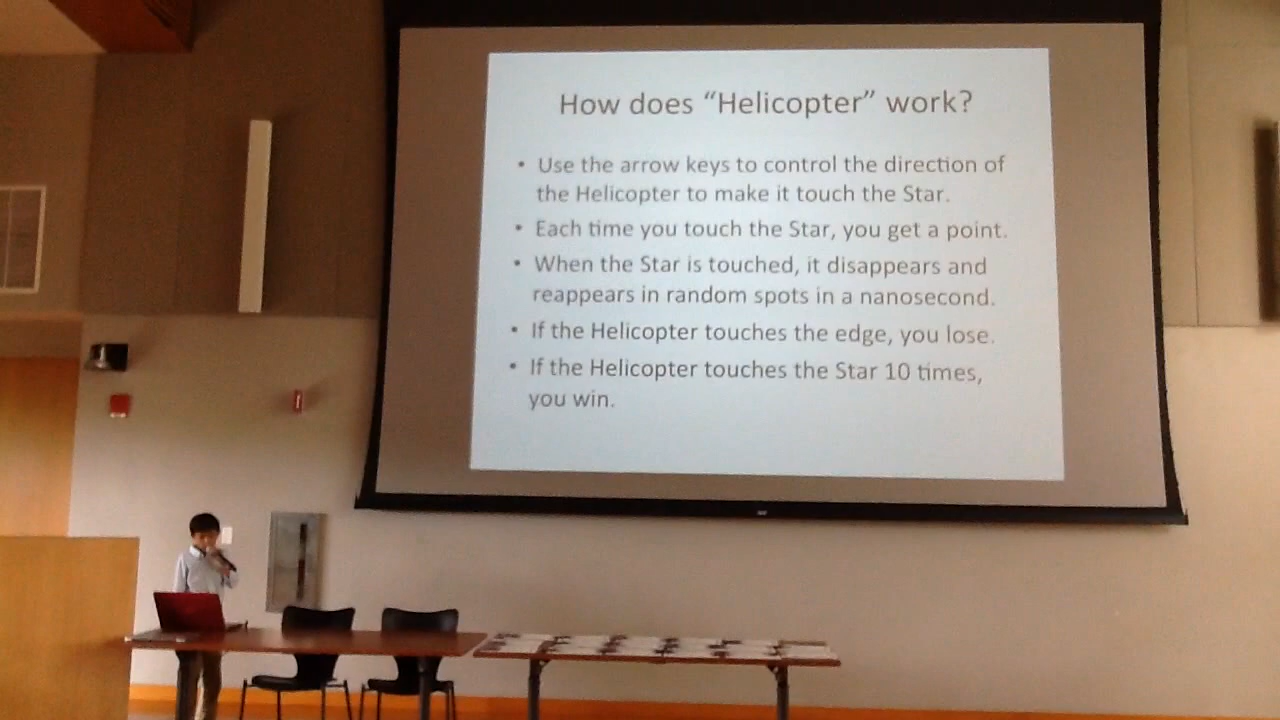 How does “Helicopter” work?
• Use the arrow keys to control the direction of
the Helicopter to make it touch the Star.
• Each time you touch the Star, you get a point.
• When the Star is touched, it disappears and
reappears in random spots in a nanosecond.
• If the Helicopter touches the edge, you lose.
• If the Helicopter touches the Star 10 times,
you win.